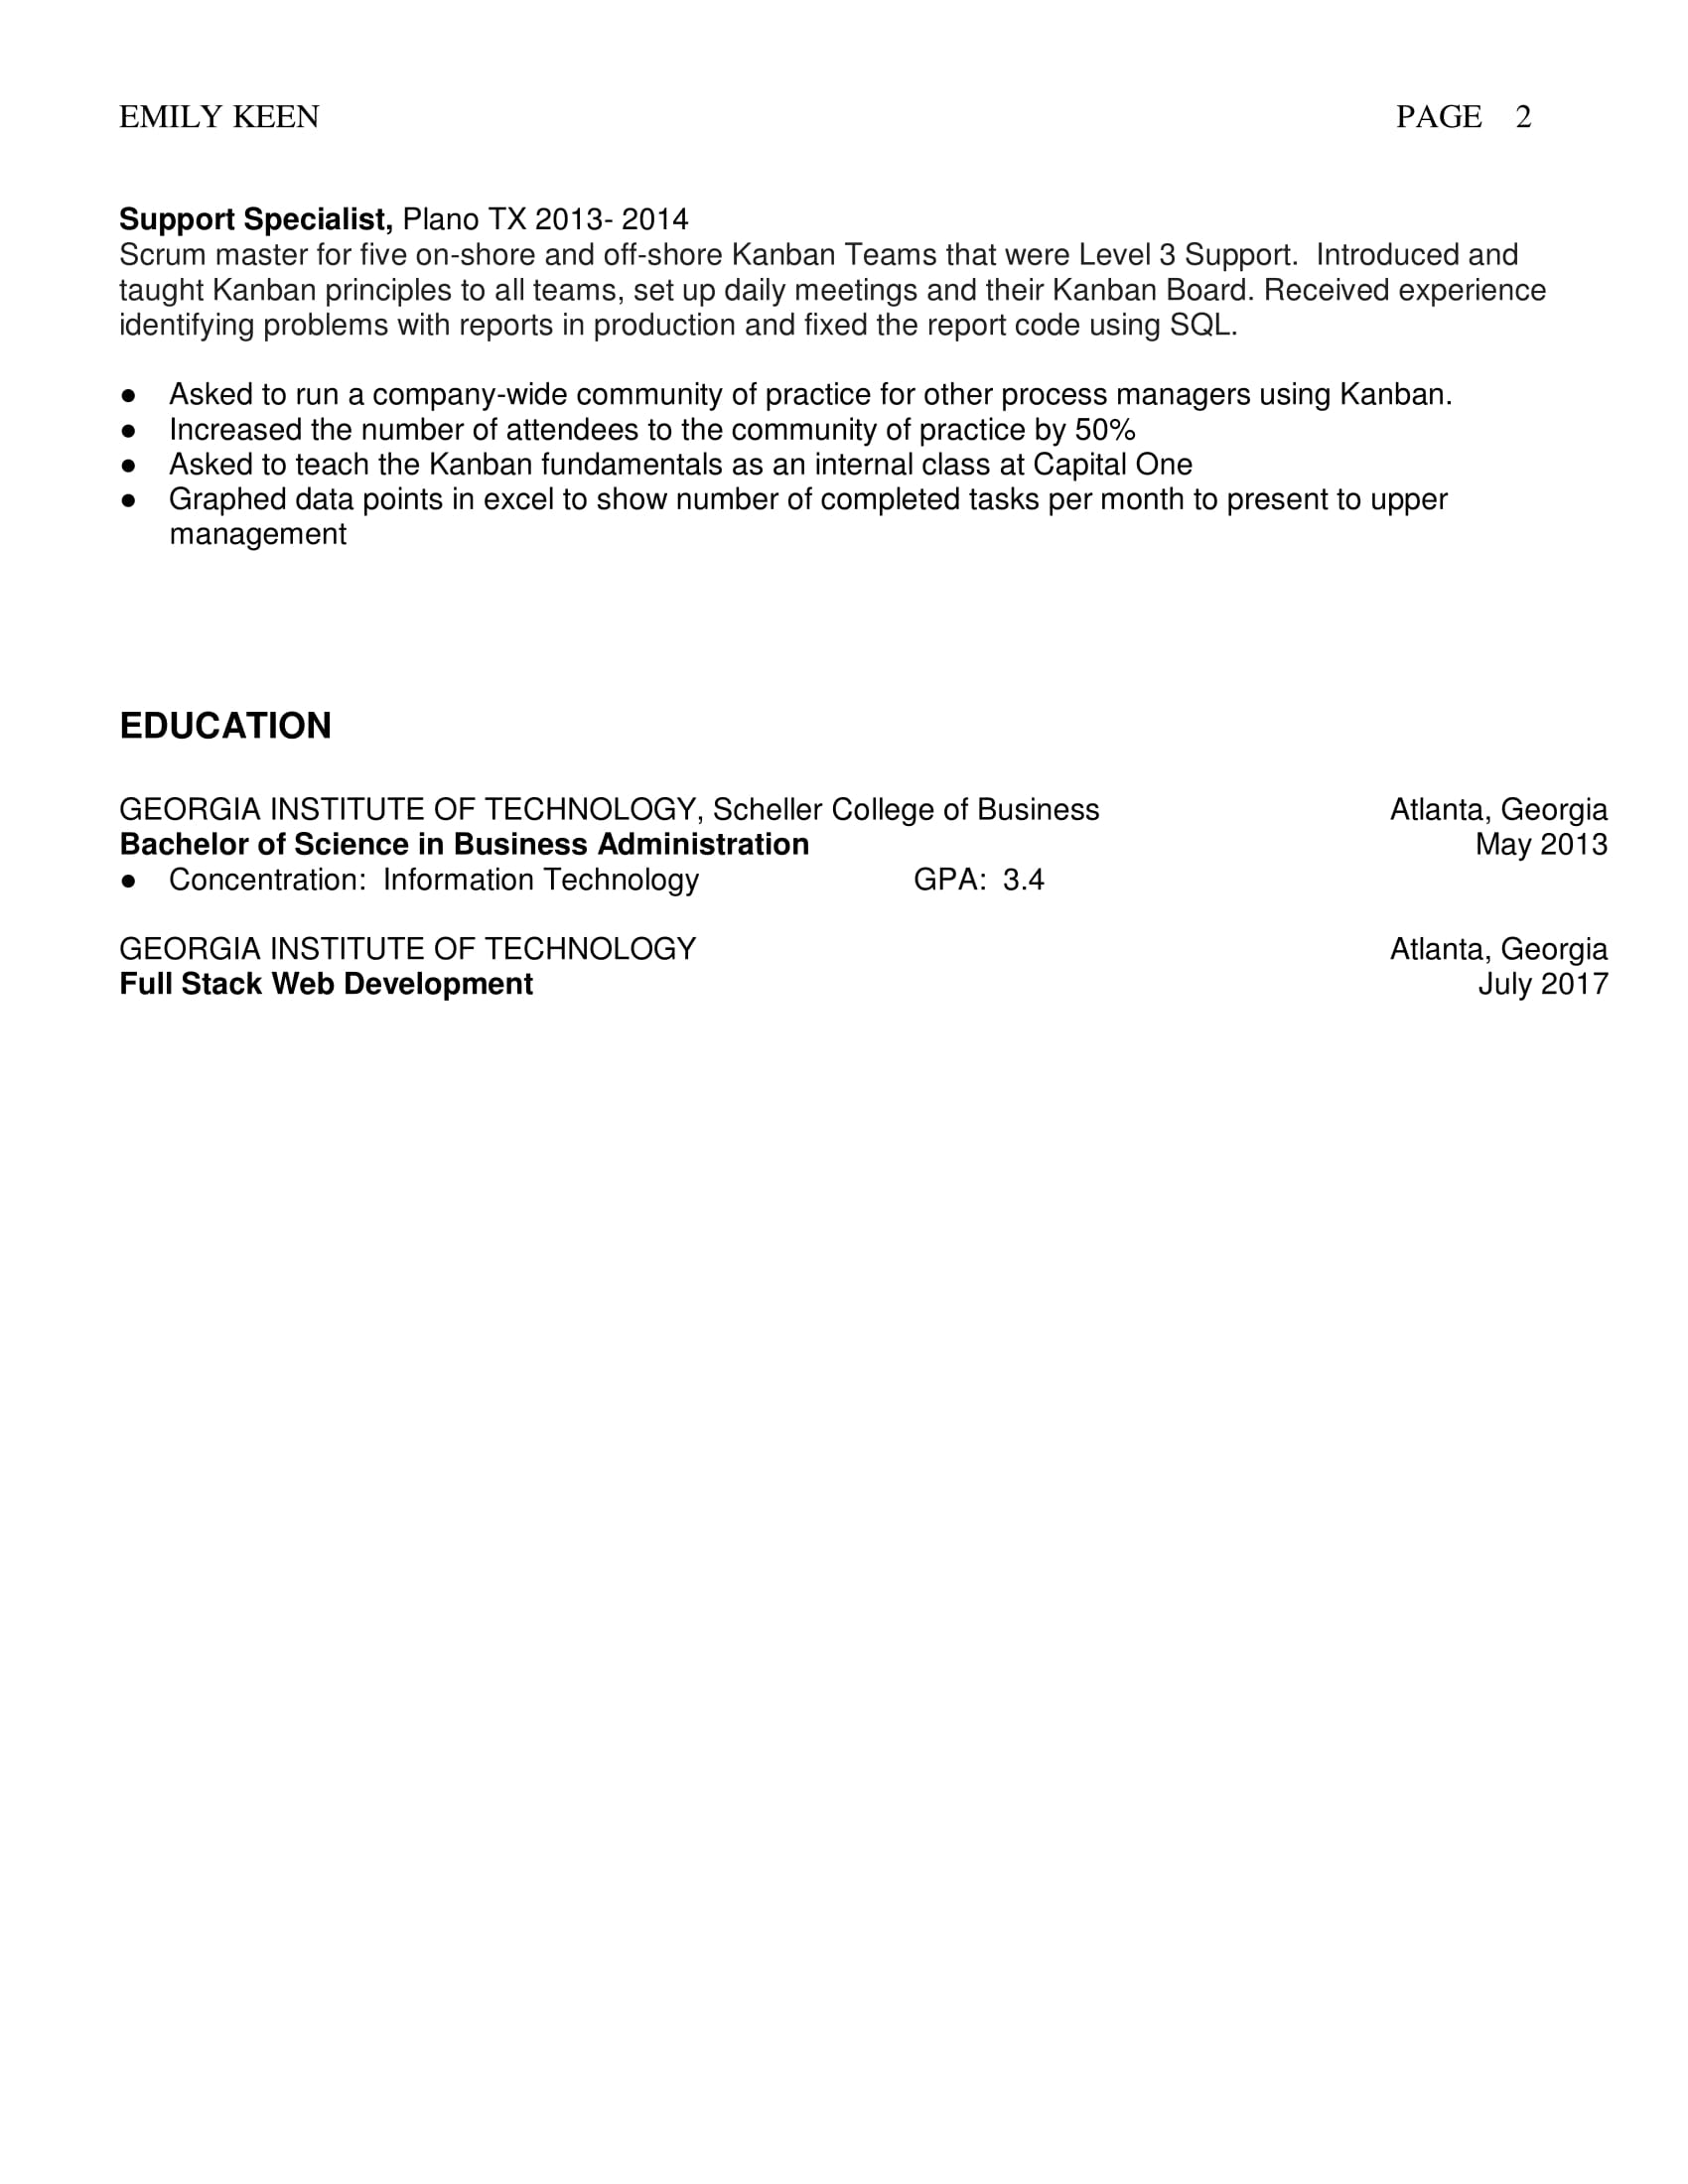 EMILY KEEN PAGE 2
Support Specialist, Plano TX 2013- 2014
Scrum master for five on-shore and off-shore Kanban Teams that were Level 3 Support. Introduced and
taught Kanban principles to all teams, set up daily meetings and their Kanban Board. Received experience
identifying problems with reports in production and fixed the report code using SQL.
● Asked to run a company-wide community of practice for other process managers using Kanban.
● Increased the number of attendees to the community of practice by 50%
● Asked to teach the Kanban fundamentals as an internal class at Capital One
● Graphed data points in excel to show number of completed tasks per month to present to upper
management
EDUCATION
GEORGIA INSTITUTE OF TECHNOLOGY, Scheller College of Business Atlanta, Georgia
Bachelor of Science in Business Administration May 2013
● Concentration: Information Technology GPA: 3.4
GEORGIA INSTITUTE OF TECHNOLOGY Atlanta, Georgia
Full Stack Web Development July 2017